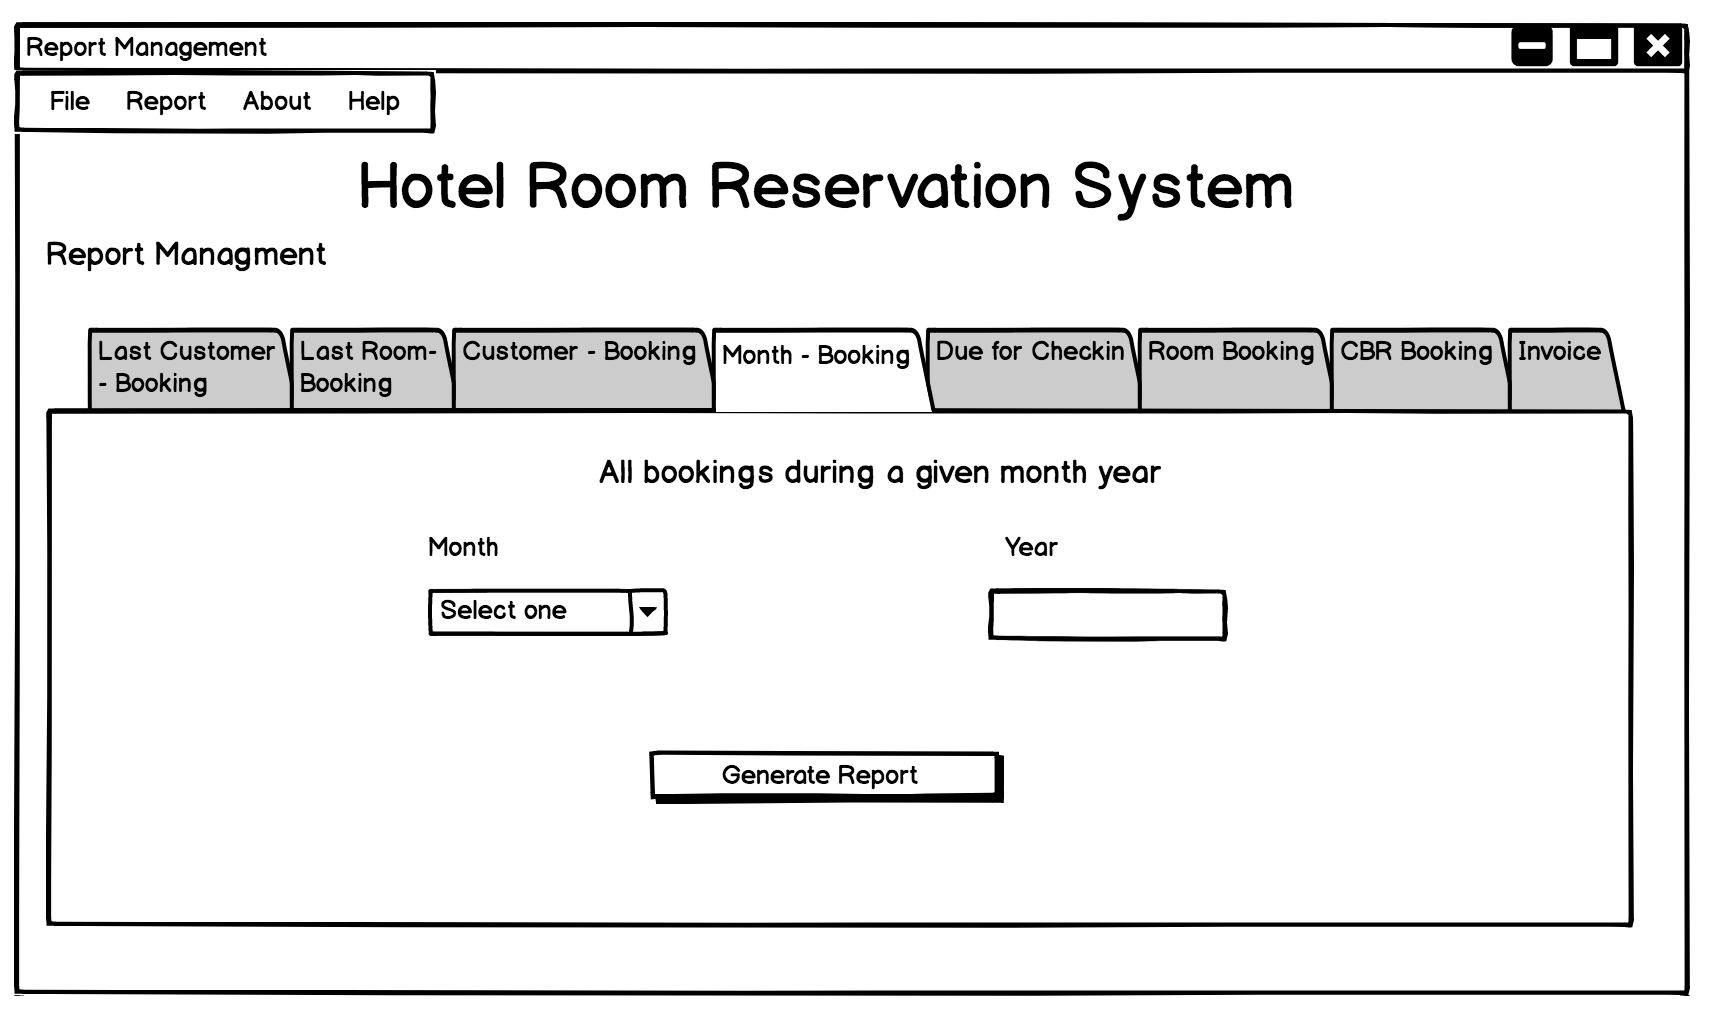 Report Management
File Report About Help
Hotel Room Reservation System
Report Managment
Last Customer
- Booking
Last Room-
Booking
Customer - Booking
Month - Booking
Due for Checkin
Room Booking
CBR Booking
Invoice
All bookings during a given month year
Month
Year
Select one
Generate Report